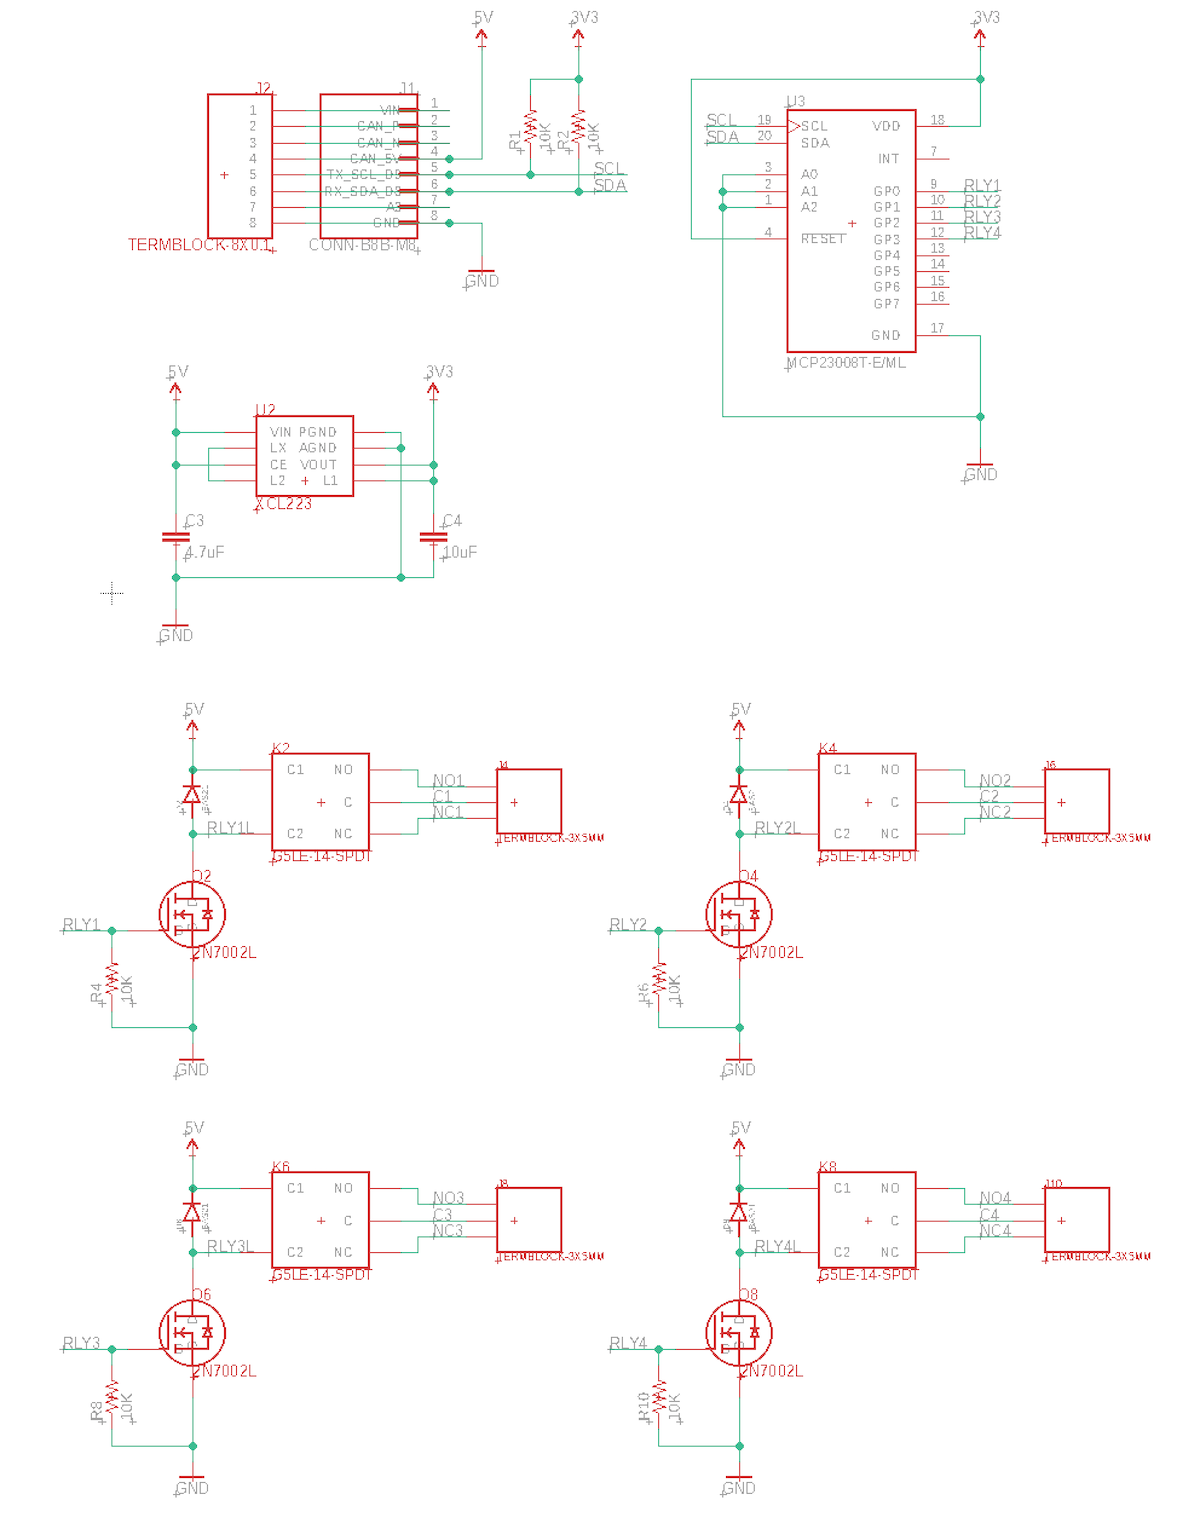 5V
3V3
3V3
J2
J1
U3
1
2
3
4
5
6
7
8
VIN
CAN_N
CAN_5V
GND
1
2
3
4
5
6
7
8
TERMBLOCK-8X0.1
CONN-B8B-M8
R1
10K
R2
10K
SCL
SDA
GND
SCL
SDA
19
20
3
2
1
4
SCL
SDA
A0
A1
A2
RESET
VDD
INT
GP0
GP1
GP2
GP3
GP4
GP5
GP6
GP7
GND
18
7
9
10
11
12
13
14
15
16
17
RLY1
RLY2
RLY3
RLY4
MCP23008T-E/ML
GND
5V
3V3
U2
VIN PGND
LX AGND
CE VOUT
L2 L1
XCL223
C3
4.7uF
C4
10uF
GND
5V
K2
C1 NO
C
C2 NC
G5LE-14-SPDT
NO1
C1
NC1
J4
TERMBLOCK-3X5MM
RLY1L
Q2
2N7002L
RLY1
R4
10K
GND
5V
K4
C1 NO
C
C2 NC
G5LE-14-SPDT
NO2
C2
NC2
J6
TERMBLOCK-3X5MM
RLY2L
Q4
2N7002L
RLY2
R6
10K
GND
5V
K6
C1 NO
C
C2 NC
G5LE-14-SPDT
NO3
C3
NC3
J8
TERMBLOCK-3X5MM
BAS21
RLY3L
Q6
2N7002L
RLY3
R8
10K
GND
5V
K8
C1 NO
C
C2 NC
G5LE-14-SPDT
NO4
C4
NC4
J10
TERMBLOCK-3X5MM
RLY4L
Q8
2N7002L
RLY4
R10
10K
GND